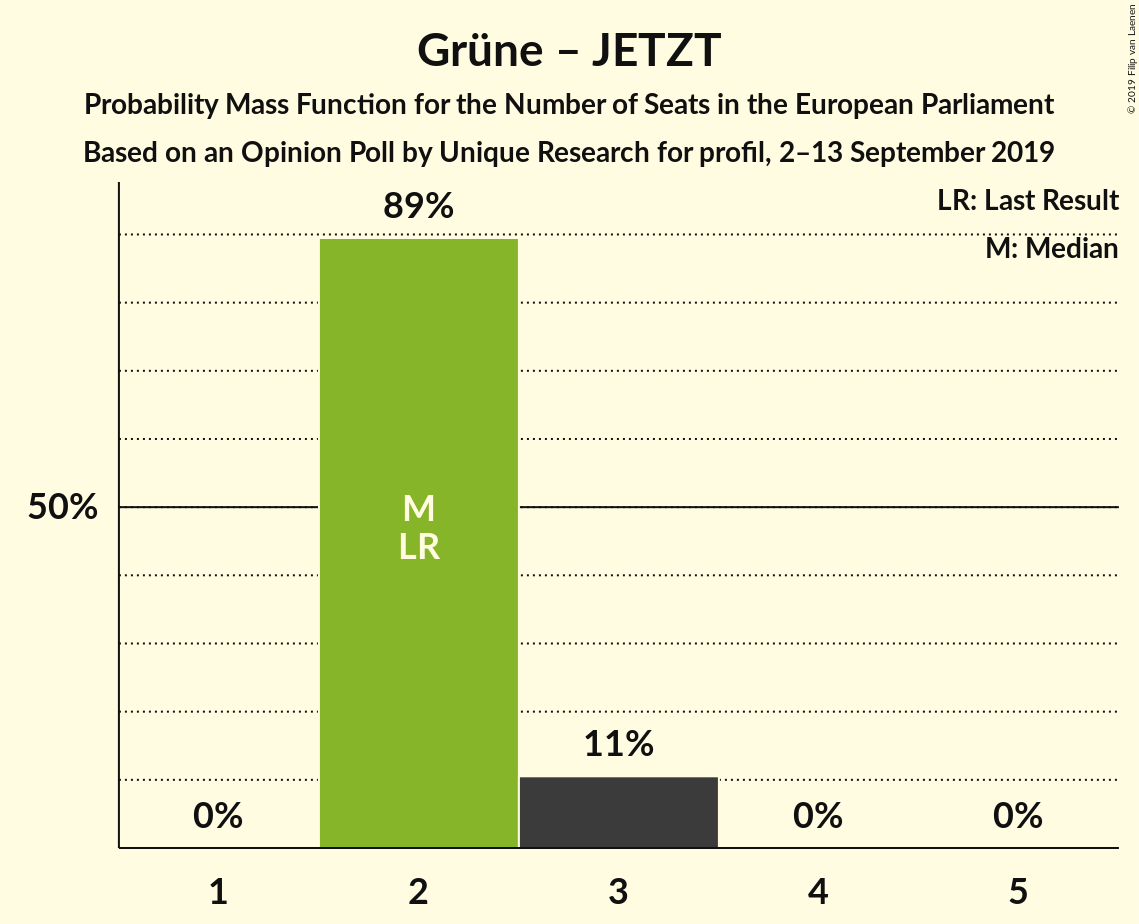 Grüne – JETZT
Probability Mass Function for the Number of Seats in the European Parliament
Based on an Opinion Poll by Unique Research for profil, 2–13 September 2019
© 2019 Filip van Laenen
LR: Last Result
M: Median
89%
50%
M
LR
11%
0%
0%
0%
1
2
3
4
5